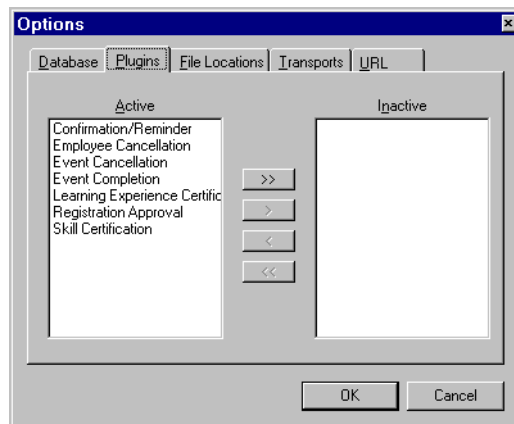 Options
Database Plugins File Locations Transports URL
Active Inactive
Confirmation/Reminder
Employee Cancellation
Event Cancellation
Event Completion
Learning Experience Certific
Registration Approval
Skill Certification
>>
>
<
<<
OK Cancel